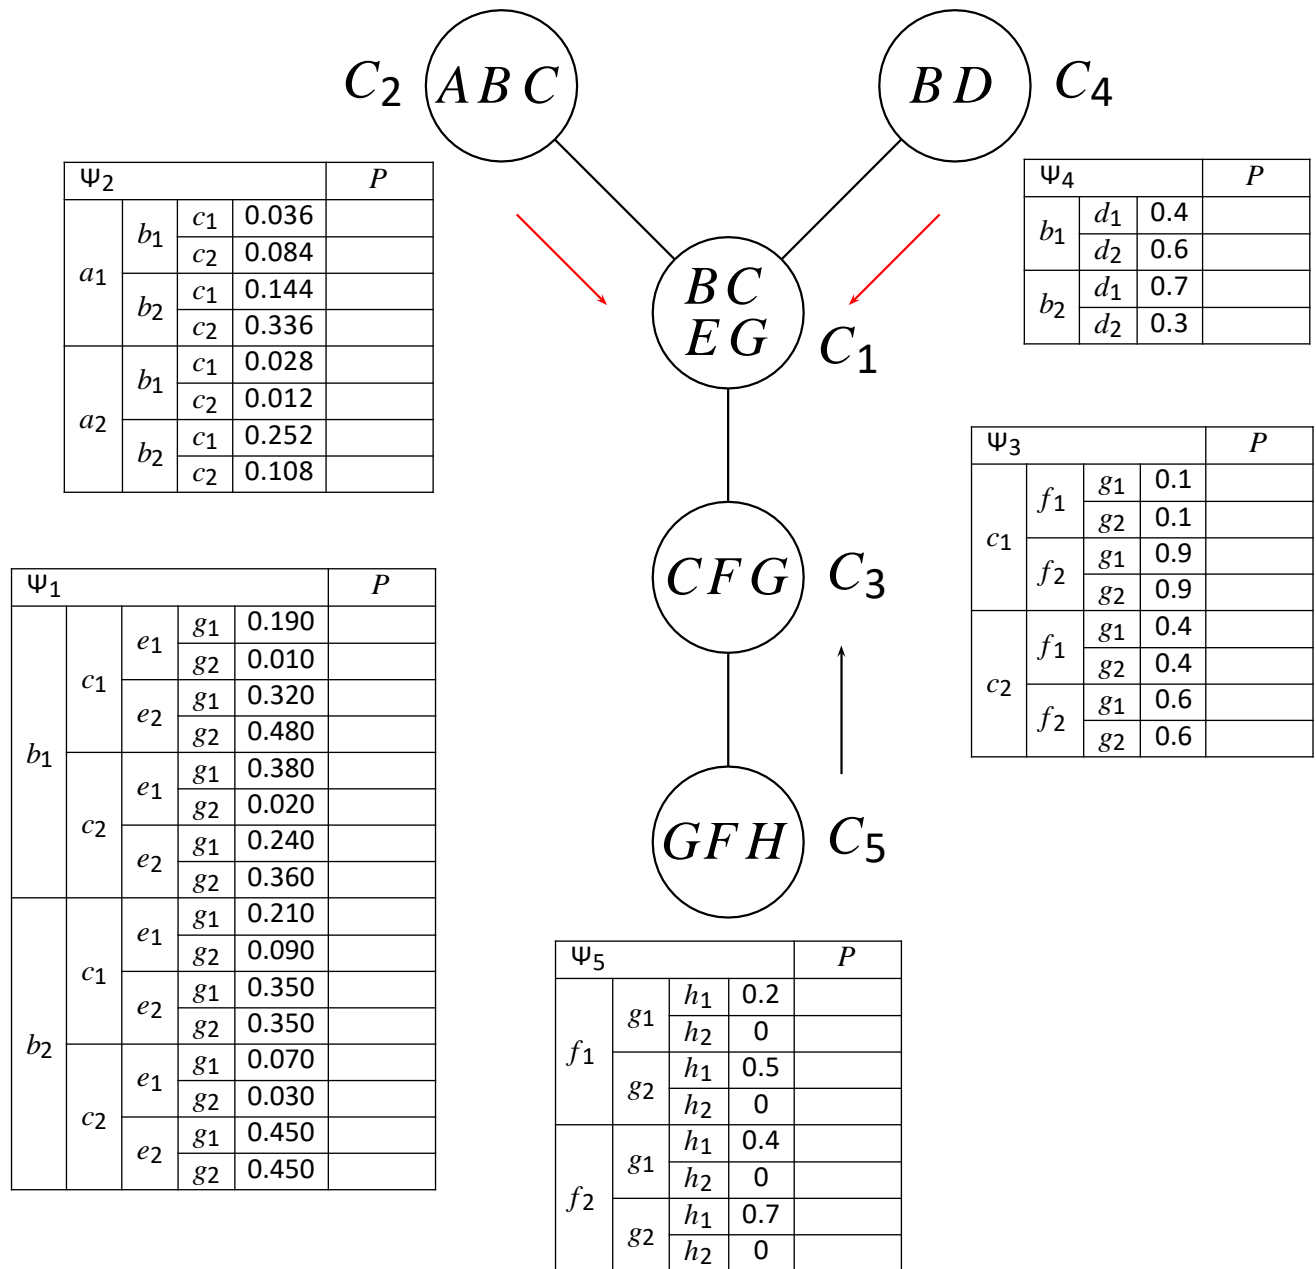 C2 ABC
BD C4
Ψ2 P
a1 b1 c1 0.036
c2 0.084
b2 c1 0.144
c2 0.336
a2 b1 c1 0.028
c2 0.012
b2 c1 0.252
c2 0.108
Ψ4 P
b1 d1 0.4
d2 0.6
b2 d1 0.7
d2 0.3
BC
EG
C1
Ψ3 P
c1 f1 g1 0.1
g2 0.1
f2 g1 0.9
g2 0.9
c2 f1 g1 0.4
g2 0.4
f2 g1 0.6
g2 0.6
CFG C3
Ψ1 P
b1 c1 e1 g1 0.190
g2 0.010
e2 g1 0.320
g2 0.480
c2 e1 g1 0.380
g2 0.020
e2 g1 0.240
g2 0.360
b2 c1 e1 g1 0.210
g2 0.090
e2 g1 0.350
g2 0.350
c2 e1 g1 0.070
g2 0.030
e2 g1 0.450
g2 0.450
GFH C5
Ψ5 P
f1 g1 h1 0.2
h2 0
g2 h1 0.5
h2 0
f2 g1 h1 0.4
h2 0
g2 h1 0.7
h2 0